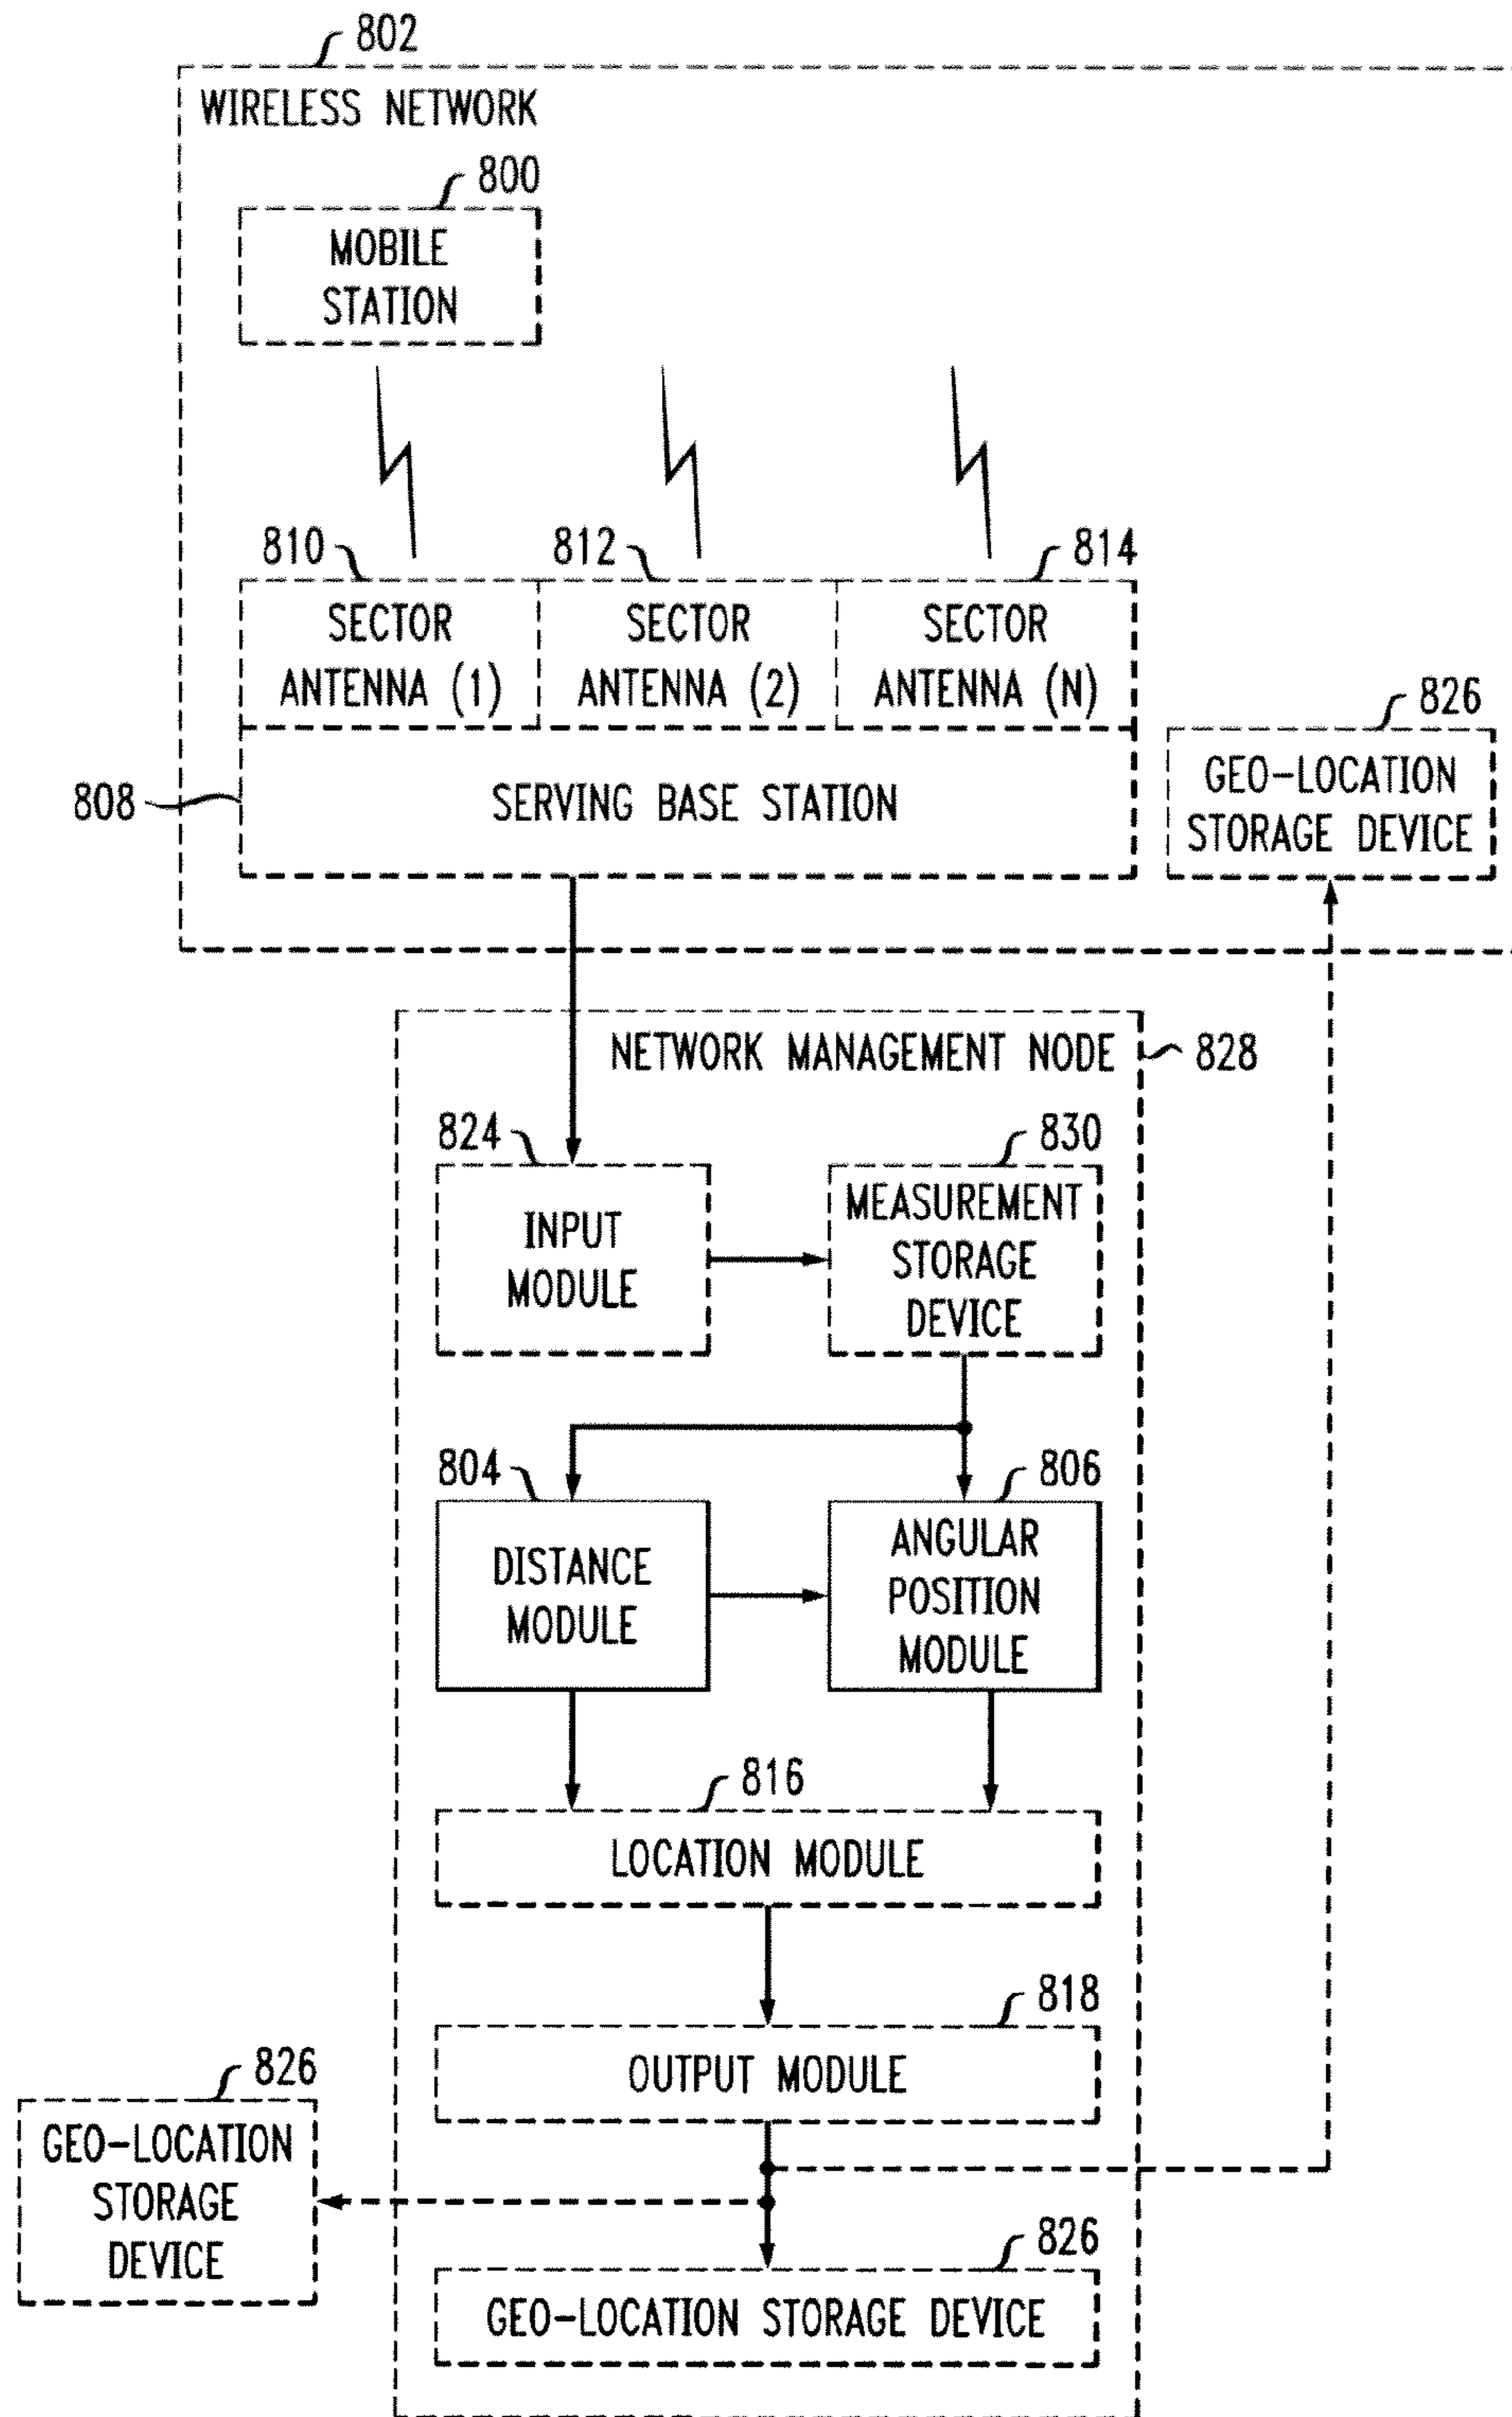 802
WIRELESS NETWORK
800
MOBILE
STATION
810
812
814
SECTOR
ANTENNA (1)
SECTOR
ANTENNA (2)
SECTOR
ANTENNA (N)
826
GEO-LOCATION
STORAGE DEVICE
808
SERVING BASE STATION
NETWORK MANAGEMENT NODE
828
824
830
INPUT
MODULE
MEASUREMENT
STORAGE
DEVICE
804
806
DISTANCE
MODULE
ANGULAR
POSITION
MODULE
816
LOCATION MODULE
818
OUTPUT MODULE
826
GEO-LOCATION
STORAGE
DEVICE
826
GEO-LOCATION STORAGE DEVICE